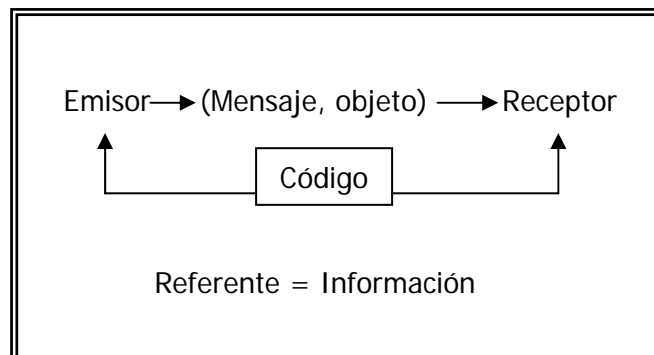 Emisor (Mensaje, objeto) Receptor
Código
Referente = Información